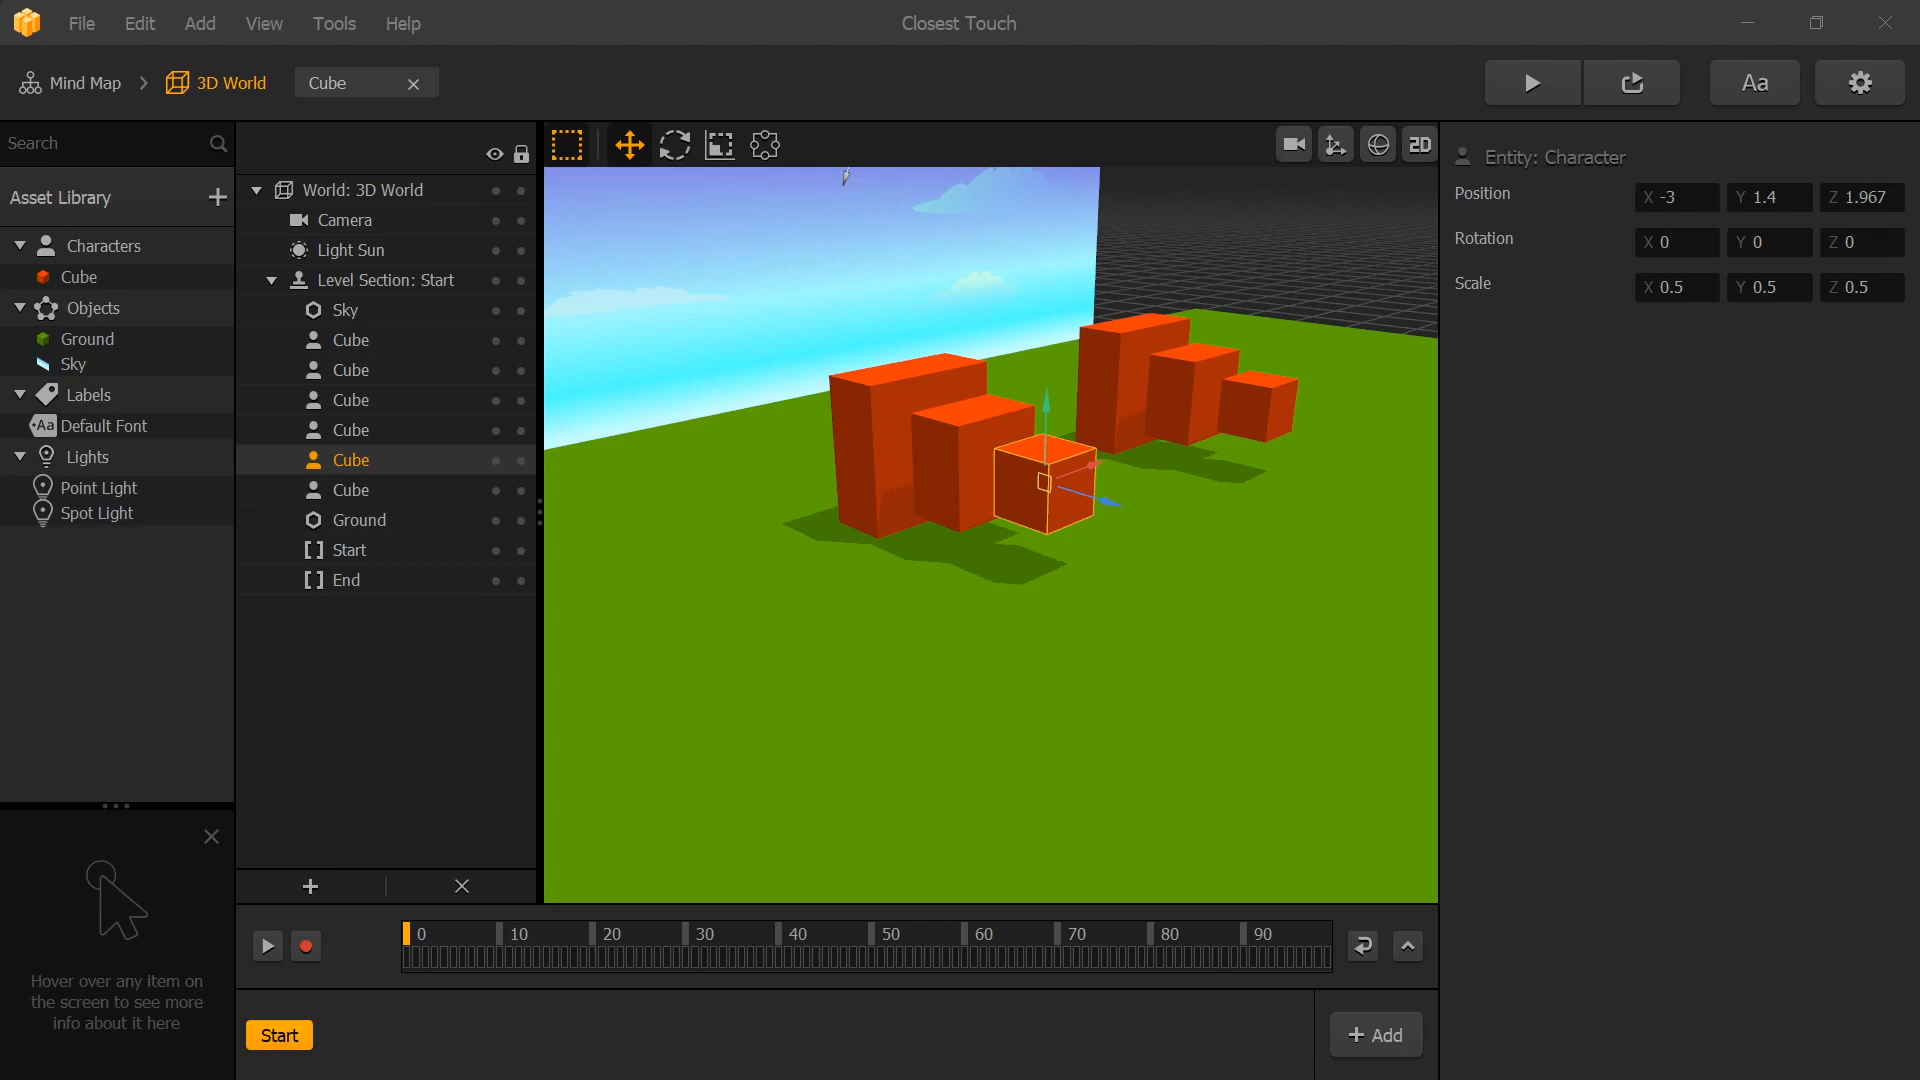 File Edit Add View Tools Help
Closest Touch
Mind Map
3D World
Cube
Aa
Search
Asset Library
Characters
Cube
Objects
Ground
Sky
Labels
Aa Default Font
Lights
Point Light
Spot Light
Hover over any item on
the screen to see more
info about it here
World: 3D World
Camera
Light Sun
Level Section: Start
Sky
Cube
Cube
Cube
Cube
Cube
Cube
Ground
Start
End
2D
0 10 20 30 40 50 60 70 80 90
Start
Add
Entity: Character
Position X -3 Y 1.4 Z 1.967
Rotation X 0 Y 0 Z 0
Scale X 0.5 Y 0.5 Z 0.5